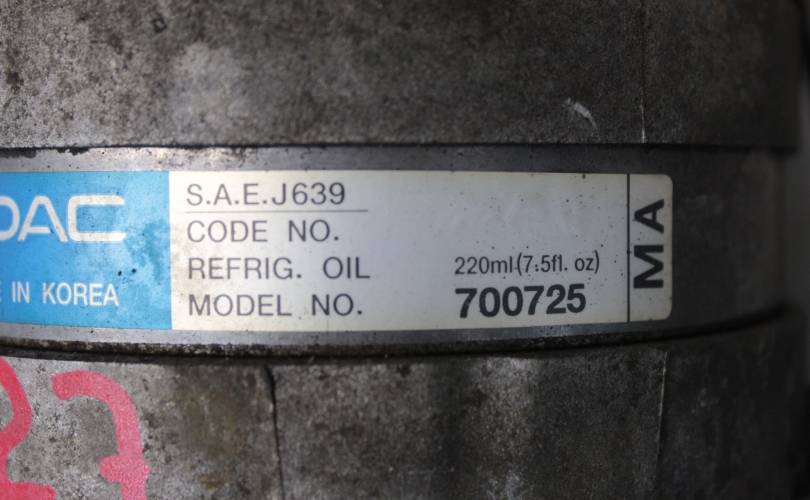 DAC
IN KOREA
S.A.E.J639
CODE NO.
REFRIG. OIL 220ml(7.5fl. oz)
MODEL NO. 700725
MA